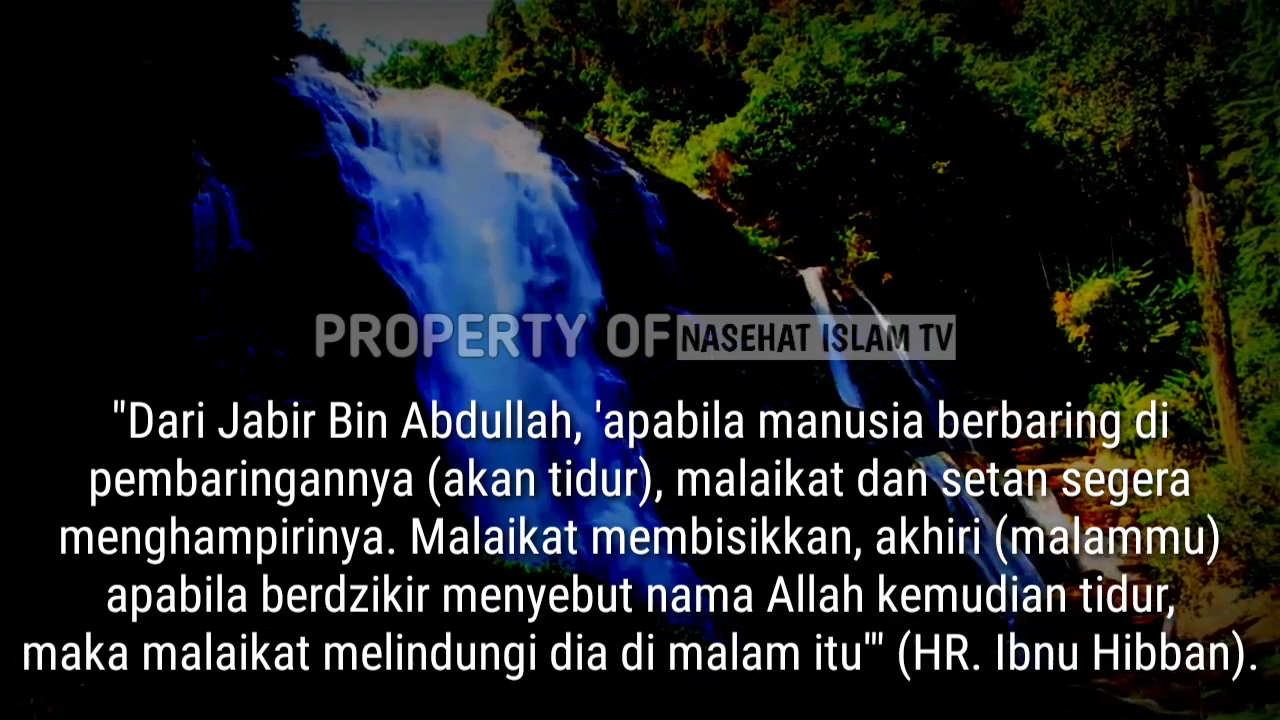 PROPERTY OF NASEHAT ISLAM TV
"Dari Jabir Bin Abdullah, 'apabila manusia berbaring di
pembaringannya (akan tidur), malaikat dan setan segera
menghampirinya. Malaikat membisikkan, akhiri (malammu)
apabila berdzikir menyebut nama Allah kemudian tidur,
maka malaikat melindungi dia di malam itu'" (HR. Ibnu Hibban).